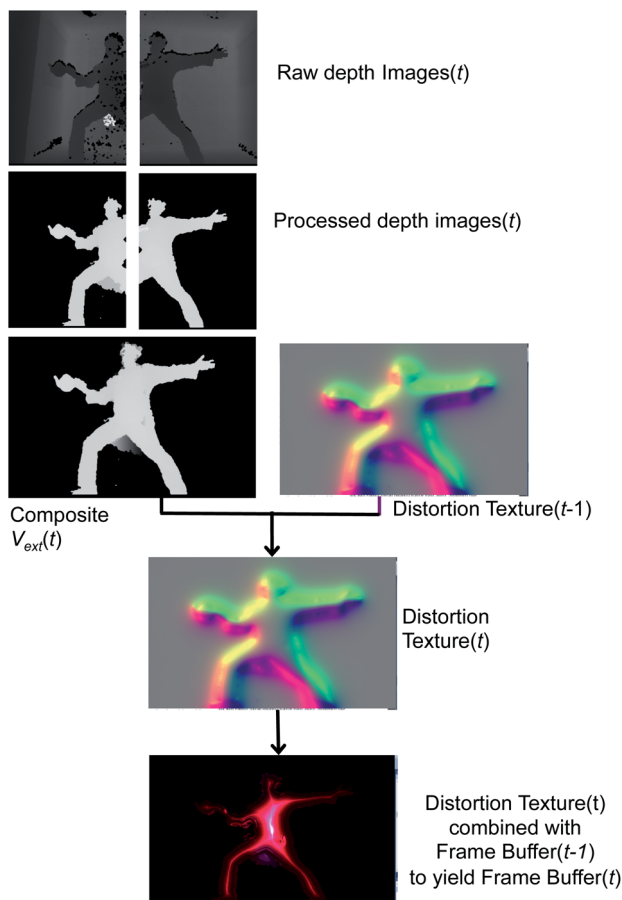 Raw depth Images(t)
Processed depth images(t)
Composite
V_ext(t)
Distortion Texture(t-1)
Distortion
Texture(t)
Distortion Texture(t)
combined with
Frame Buffer(t-1)
to yield Frame Buffer(t)